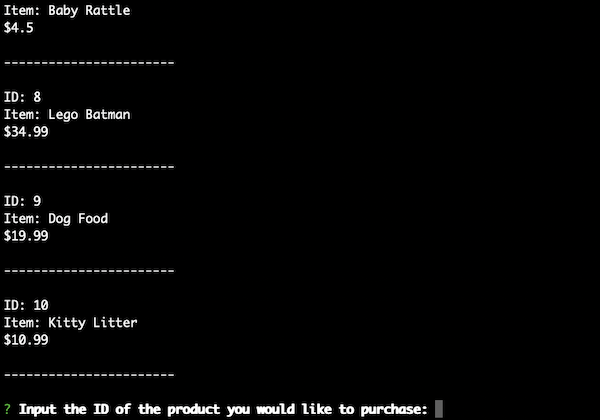 Item: Baby Rattle
$4.5
-----------------------
ID: 8
Item: Lego Batman
$34.99
-----------------------
ID: 9
Item: Dog Food
$19.99
-----------------------
ID: 10
Item: Kitty Litter
$10.99
-----------------------
? Input the ID of the product you would like to purchase: